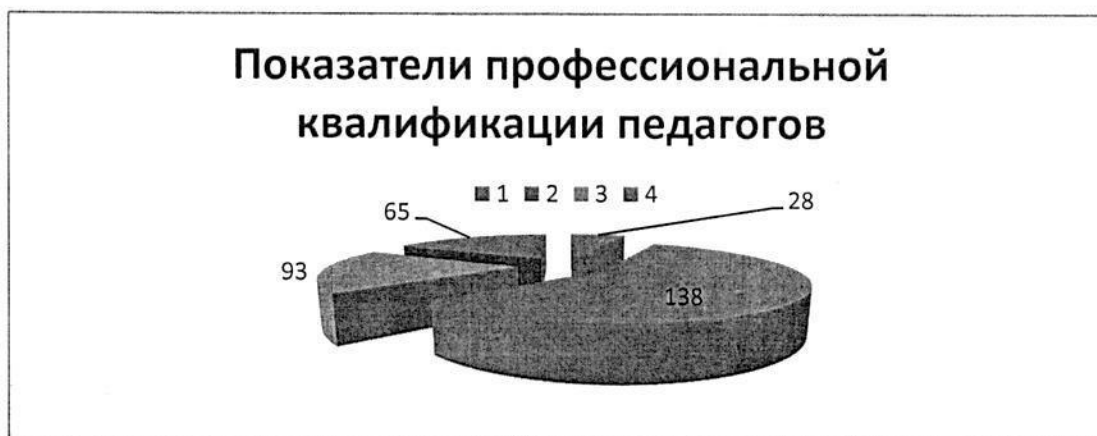 Показатели профессиональной
квалификации педагогов
1 2 3 4
65
28
93
138